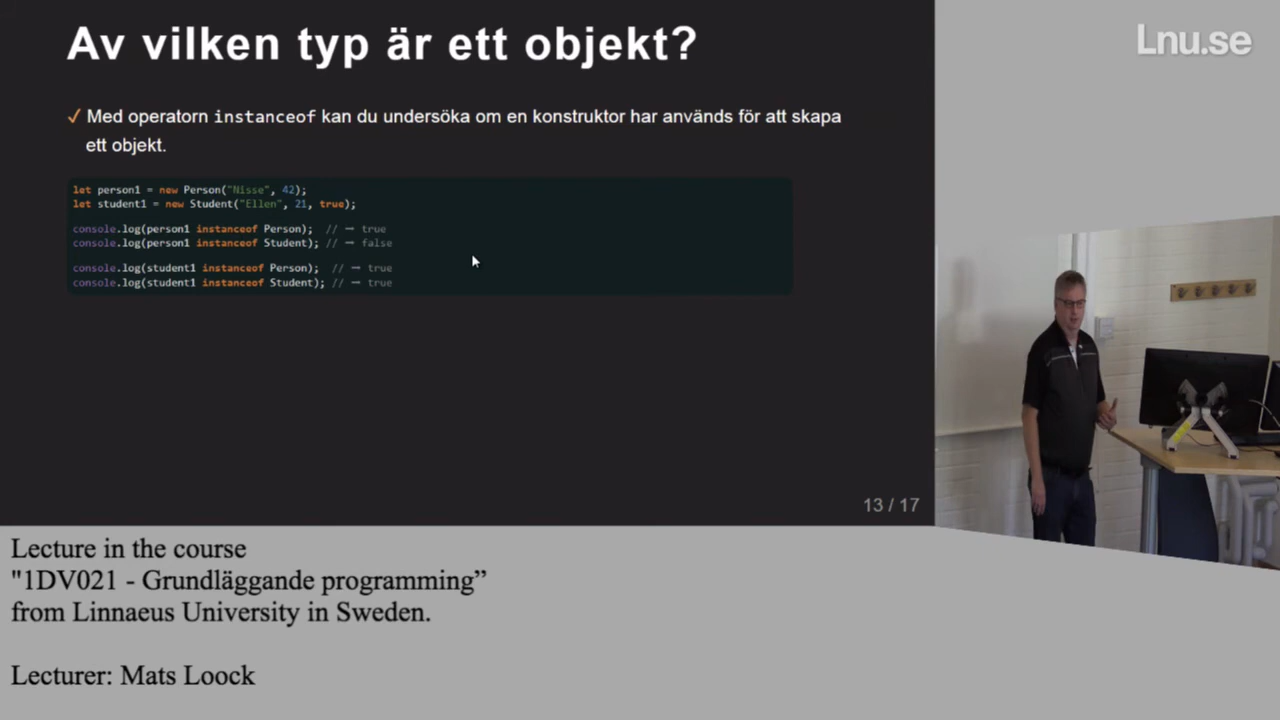 Av vilken typ är ett objekt?
Lnu.se
✓ Med operatorn instanceof kan du undersöka om en konstruktor har används för att skapa
ett objekt.
let person1 = new Person("Nisse", 42);
let student1 = new Student("Ellen", 21, true);
console.log(person1 instanceof Person);  // → true
console.log(person1 instanceof Student); // → false
console.log(student1 instanceof Person);  // → true
console.log(student1 instanceof Student); // → true
13 / 17
Lecture in the course
"1DV021 - Grundläggande programming”
from Linnaeus University in Sweden.
Lecturer: Mats Loock